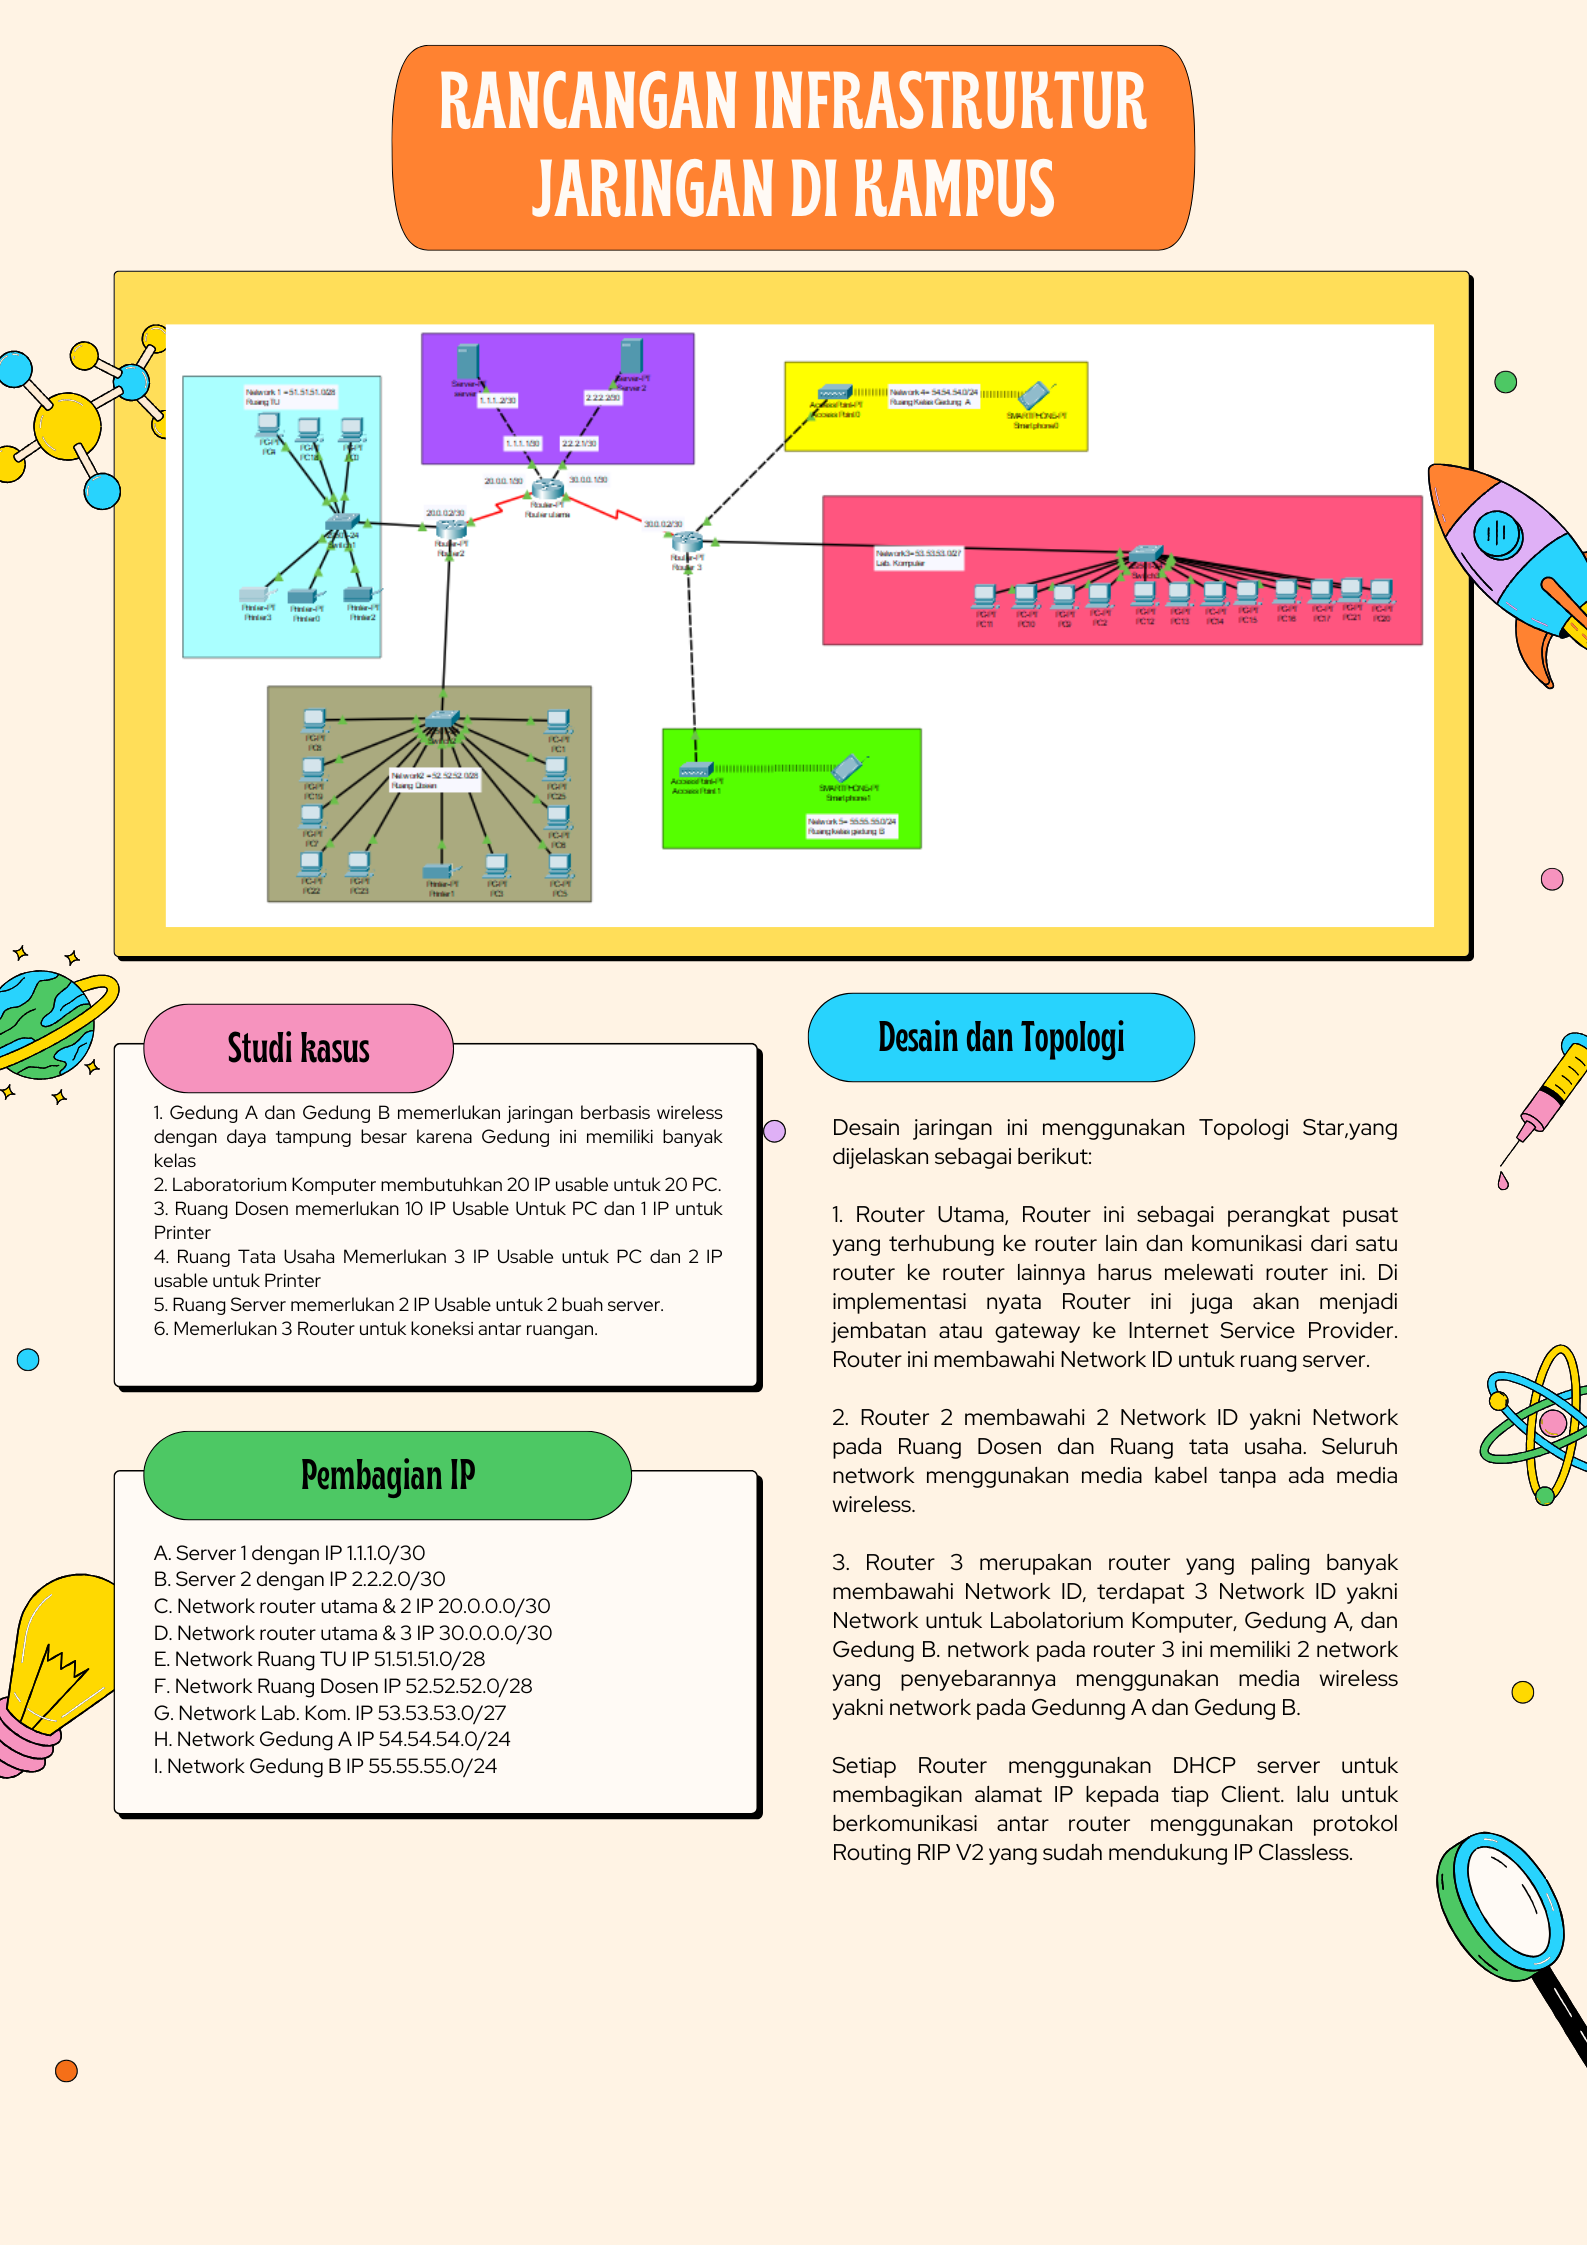 RANCANGAN INFRASTRUKTUR
JARINGAN DI KAMPUS
Network 1 = 51.51.51.0/28
Ruang TU
PC-PT
PC4
Server-PT
1.1.1.2/30
2.2.2.2/30
1.1.1.1/30
2.2.2.1/30
20.0.0.1/30
30.0.0.1/30
Router-PT
Router utama
20.0.0.2/30
Router-PT
Router2
30.0.0.2/30
Router-PT
Router 3
Network 4= 54.54.54.0/24
Ruang Kelas Gedung A
SMARTPHONE-PT
Smartphone0
Network3= 53.53.53.0/27
Lab. Komputer
PC-PT
PC11
PC-PT
PC10
PC-PT
PC9
PC-PT
PC2
PC-PT
PC12
PC-PT
PC13
PC-PT
PC14
PC-PT
PC15
PC-PT
PC16
PC-PT
PC17
PC-PT
PC21
PC-PT
PC20
Printer-PT
Printer3
Printer-PT
Printer0
Printer-PT
Printer2
PC-PT
PC8
PC-PT
PC1
PC-PT
PC19
PC-PT
PC25
PC-PT
PC7
PC-PT
PC6
PC-PT
PC22
PC-PT
PC23
Printer-PT
Printer1
PC-PT
PC3
PC-PT
PC5
Network2 = 52.52.52.0/28
Ruang Dosen
AccessPoint-PT
Access Point1
SMARTPHONE-PT
Smartphone1
Network 5= 55.55.55.0/24
Ruang kelas gedung B
Studi kasus
1. Gedung A dan Gedung B memerlukan jaringan berbasis wireless
dengan daya tampung besar karena Gedung ini memiliki banyak
kelas
2. Laboratorium Komputer membutuhkan 20 IP usable untuk 20 PC.
3. Ruang Dosen memerlukan 10 IP Usable Untuk PC dan 1 IP untuk
Printer
4. Ruang Tata Usaha Memerlukan 3 IP Usable untuk PC dan 2 IP
usable untuk Printer
5. Ruang Server memerlukan 2 IP Usable untuk 2 buah server.
6. Memerlukan 3 Router untuk koneksi antar ruangan.
Pembagian IP
A. Server 1 dengan IP 1.1.1.0/30
B. Server 2 dengan IP 2.2.2.0/30
C. Network router utama & 2 IP 20.0.0.0/30
D. Network router utama & 3 IP 30.0.0.0/30
E. Network Ruang TU IP 51.51.51.0/28
F. Network Ruang Dosen IP 52.52.52.0/28
G. Network Lab. Kom. IP 53.53.53.0/27
H. Network Gedung A IP 54.54.54.0/24
I. Network Gedung B IP 55.55.55.0/24
Desain dan Topologi
Desain jaringan ini menggunakan Topologi Star,yang
dijelaskan sebagai berikut:
1. Router Utama, Router ini sebagai perangkat pusat
yang terhubung ke router lain dan komunikasi dari satu
router ke router lainnya harus melewati router ini. Di
implementasi nyata Router ini juga akan menjadi
jembatan atau gateway ke Internet Service Provider.
Router ini membawahi Network ID untuk ruang server.
2. Router 2 membawahi 2 Network ID yakni Network
pada Ruang Dosen dan Ruang tata usaha. Seluruh
network menggunakan media kabel tanpa ada media
wireless.
3. Router 3 merupakan router yang paling banyak
membawahi Network ID, terdapat 3 Network ID yakni
Network untuk Labolatorium Komputer, Gedung A, dan
Gedung B. network pada router 3 ini memiliki 2 network
yang penyebarannya menggunakan media wireless
yakni network pada Gedunng A dan Gedung B.
Setiap Router menggunakan DHCP server untuk
membagikan alamat IP kepada tiap Client. lalu untuk
berkomunikasi antar router menggunakan protokol
Routing RIP V2 yang sudah mendukung IP Classless.